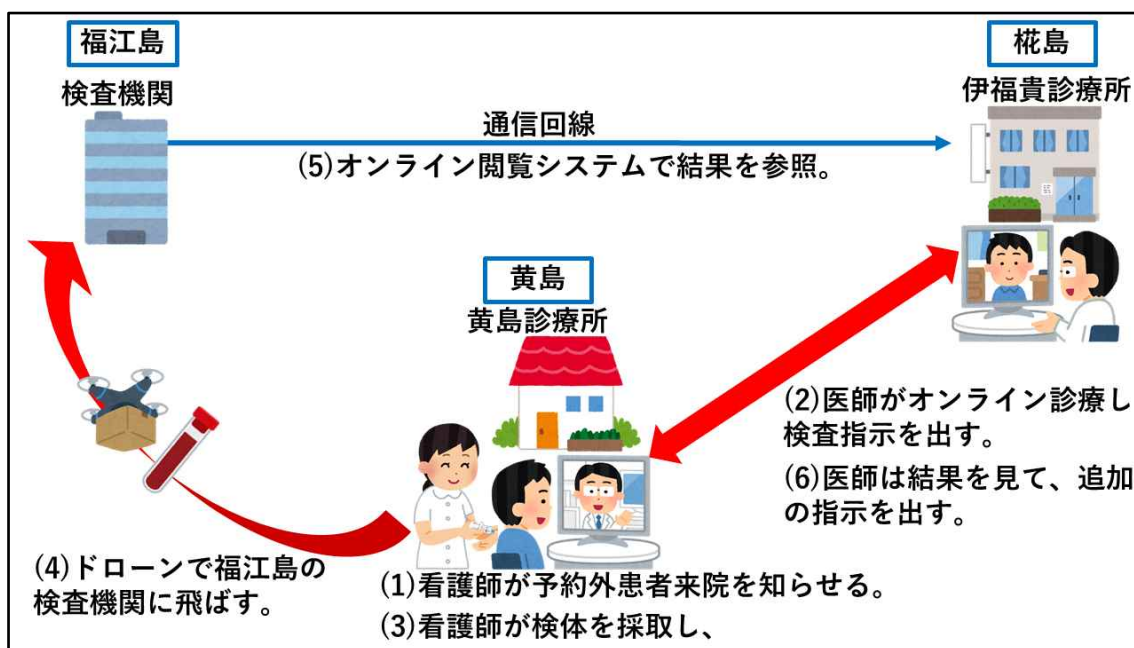 福江島
検査機関
椛島
伊福貴診療所
通信回線
(5)オンライン閲覧システムで結果を参照。
黄島
黄島診療所
(2)医師がオンライン診療し
検査指示を出す。
(6)医師は結果を見て、追加
の指示を出す。
(4)ドローンで福江島の
検査機関に飛ばす。
(1)看護師が予約外患者来院を知らせる。
(3)看護師が検体を採取し、